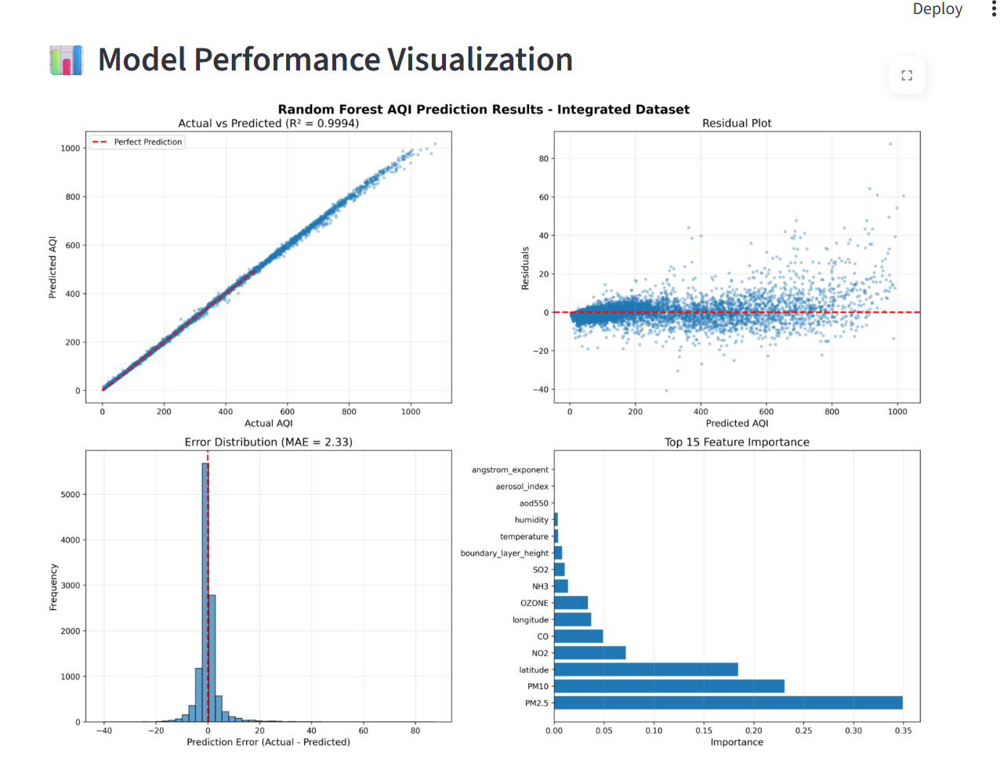 Deploy
Model Performance Visualization
Random Forest AQI Prediction Results - Integrated Dataset
Actual vs Predicted (R² = 0.9994)
Perfect Prediction
1000
800
600
400
200
0
Predicted AQI
0 200 400 600 800 1000
Actual AQI
Residual Plot
80
60
40
20
0
−20
−40
Residuals
0 200 400 600 800 1000
Predicted AQI
Error Distribution (MAE = 2.33)
5000
4000
3000
2000
1000
0
Frequency
−40 −20 0 20 40 60 80
Prediction Error (Actual - Predicted)
Top 15 Feature Importance
angstrom_exponent
aerosol_index
aod550
humidity
temperature
boundary_layer_height
SO2
NH3
OZONE
longitude
CO
NO2
latitude
PM10
PM2.5
0.00 0.05 0.10 0.15 0.20 0.25 0.30 0.35
Importance